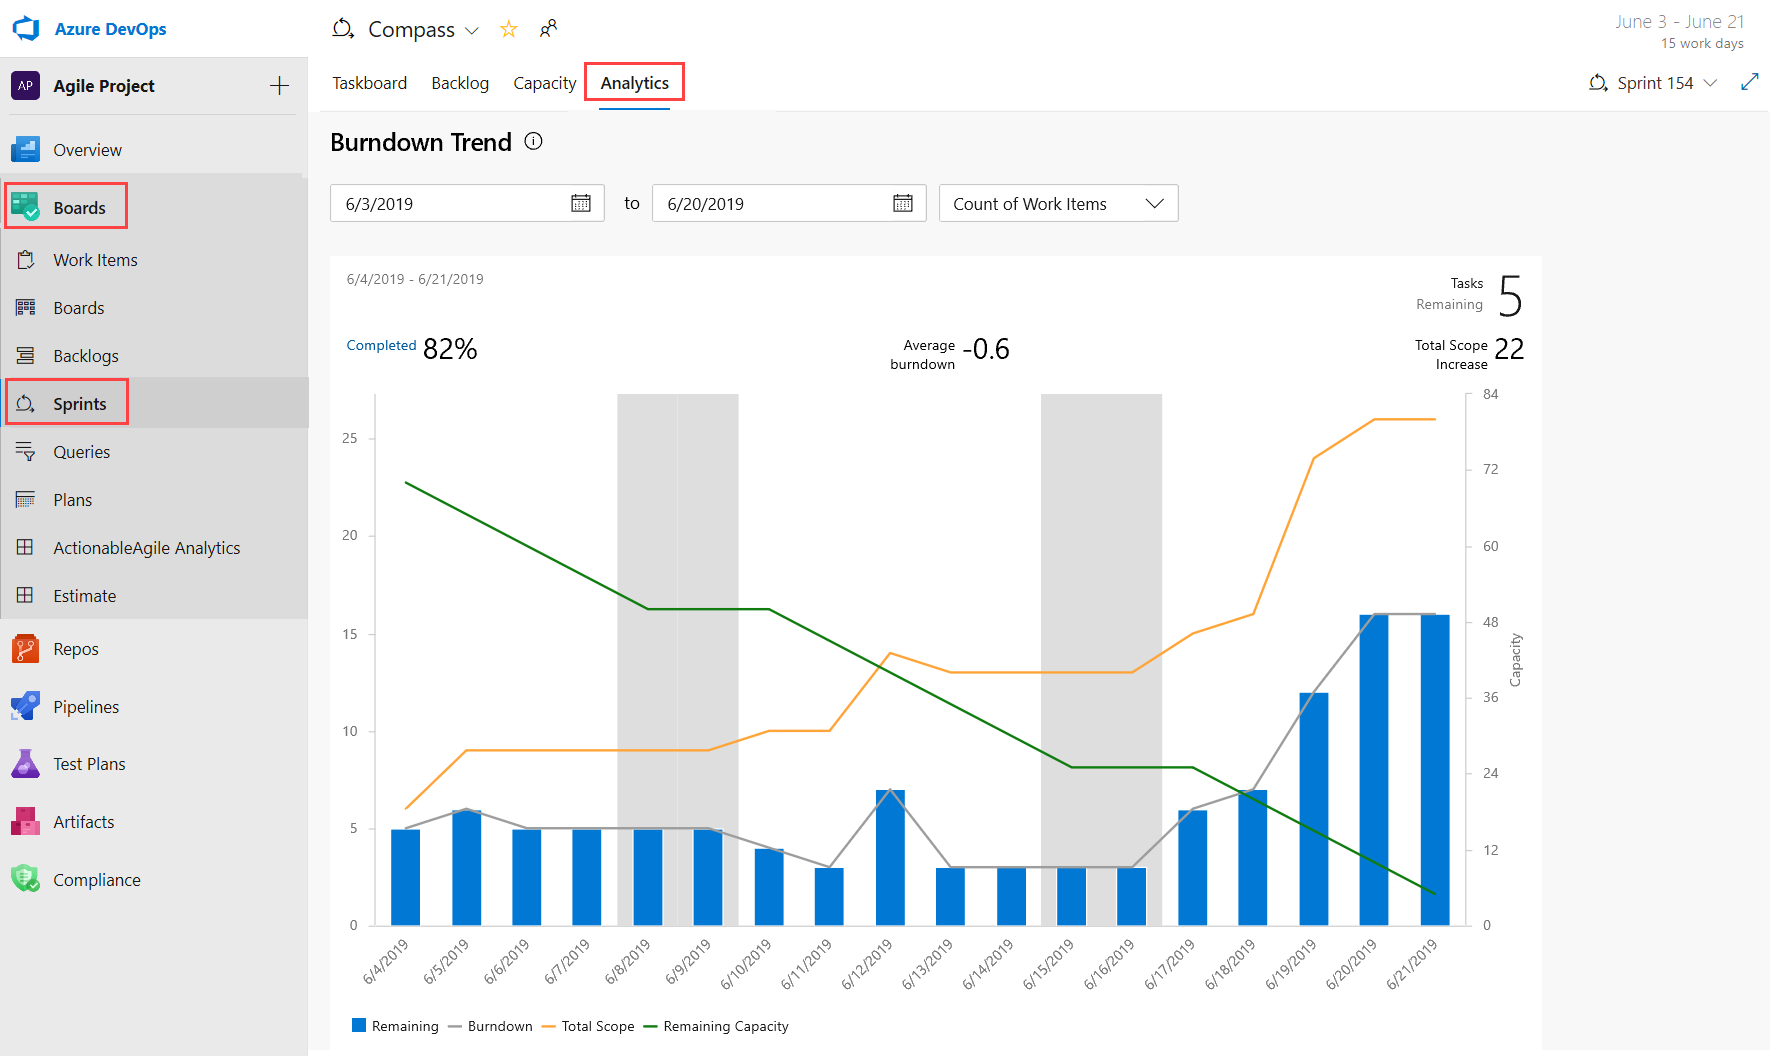 Azure DevOps
AP Agile Project
Overview
Boards
Work Items
Boards
Backlogs
Sprints
Queries
Plans
ActionableAgile Analytics
Estimate
Repos
Pipelines
Test Plans
Artifacts
Compliance
Compass
June 3 - June 21
15 work days
Taskboard Backlog Capacity Analytics
Sprint 154
Burndown Trend
6/3/2019 to 6/20/2019 Count of Work Items
6/4/2019 - 6/21/2019
Tasks
Remaining 5
Completed 82%
Average
burndown -0.6
Total Scope
Increase 22
25
20
15
10
5
0
84
72
60
48
36
24
12
0
Capacity
6/4/2019
6/5/2019
6/6/2019
6/7/2019
6/8/2019
6/9/2019
6/10/2019
6/11/2019
6/12/2019
6/13/2019
6/14/2019
6/15/2019
6/16/2019
6/17/2019
6/18/2019
6/19/2019
6/20/2019
6/21/2019
Remaining Burndown Total Scope Remaining Capacity